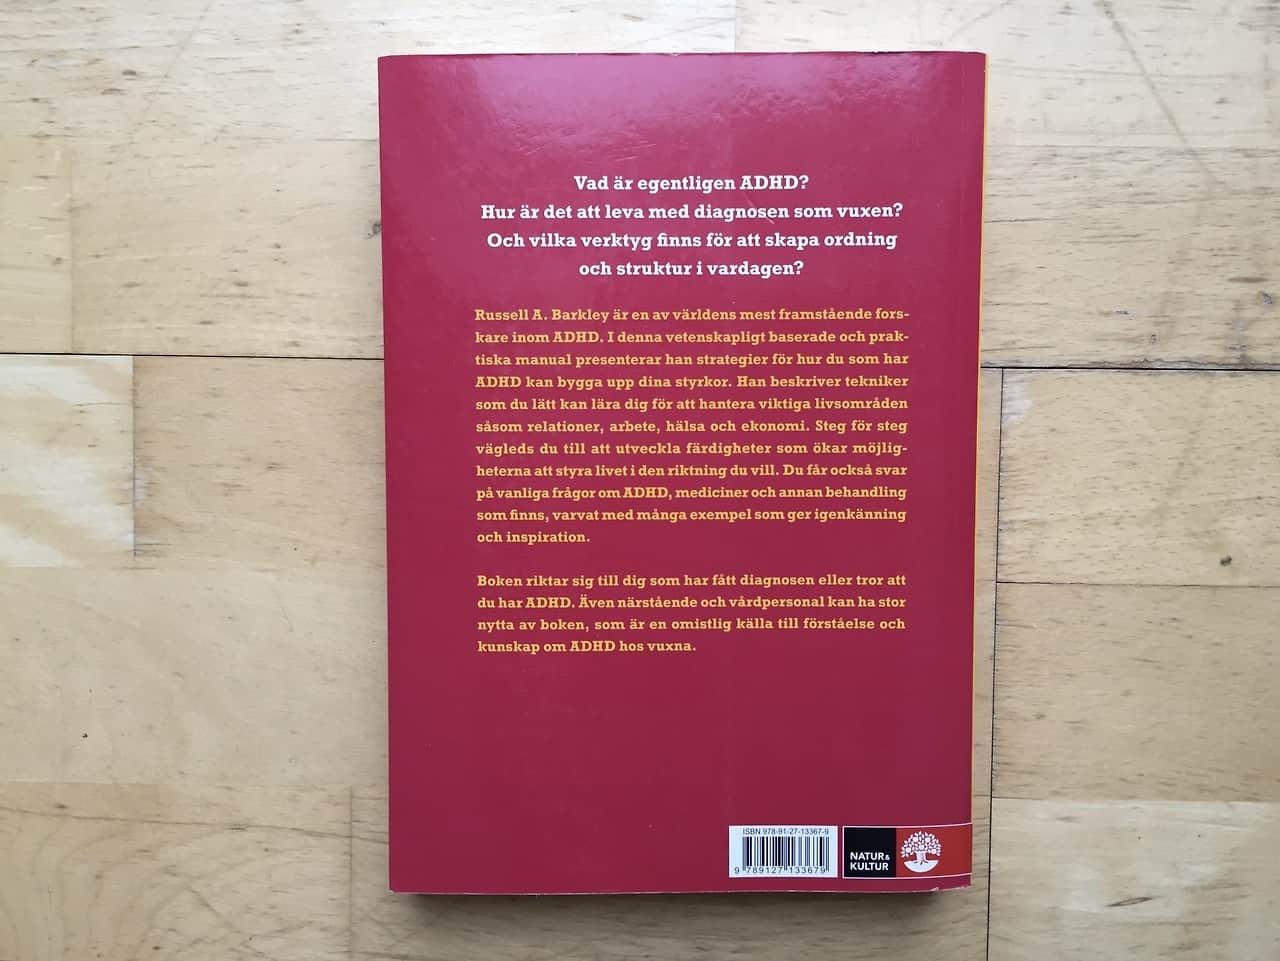 Vad är egentligen ADHD?
Hur är det att leva med diagnosen som vuxen?
Och vilka verktyg finns för att skapa ordning
och struktur i vardagen?
Russell A. Barkley är en av världens mest framstående fors-
kare inom ADHD. I denna vetenskapligt baserade och prak-
tiska manual presenterar han strategier för hur du som har
ADHD kan bygga upp dina styrkor. Han beskriver tekniker
som du lätt kan lära dig för att hantera viktiga livsområden
såsom relationer, arbete, hälsa och ekonomi. Steg för steg
vägleds du till att utveckla färdigheter som ökar möjlig-
heterna att styra livet i den riktning du vill. Du får också svar
på vanliga frågor om ADHD, mediciner och annan behandling
som finns, varvat med många exempel som ger igenkänning
och inspiration.
Boken riktar sig till dig som har fått diagnosen eller tror att
du har ADHD. Även närstående och vårdpersonal kan ha stor
nytta av boken, som är en omistlig källa till förståelse och
kunskap om ADHD hos vuxna.
ISBN 978-91-27-13367-9
9 789127 133679
NATUR&
KULTUR